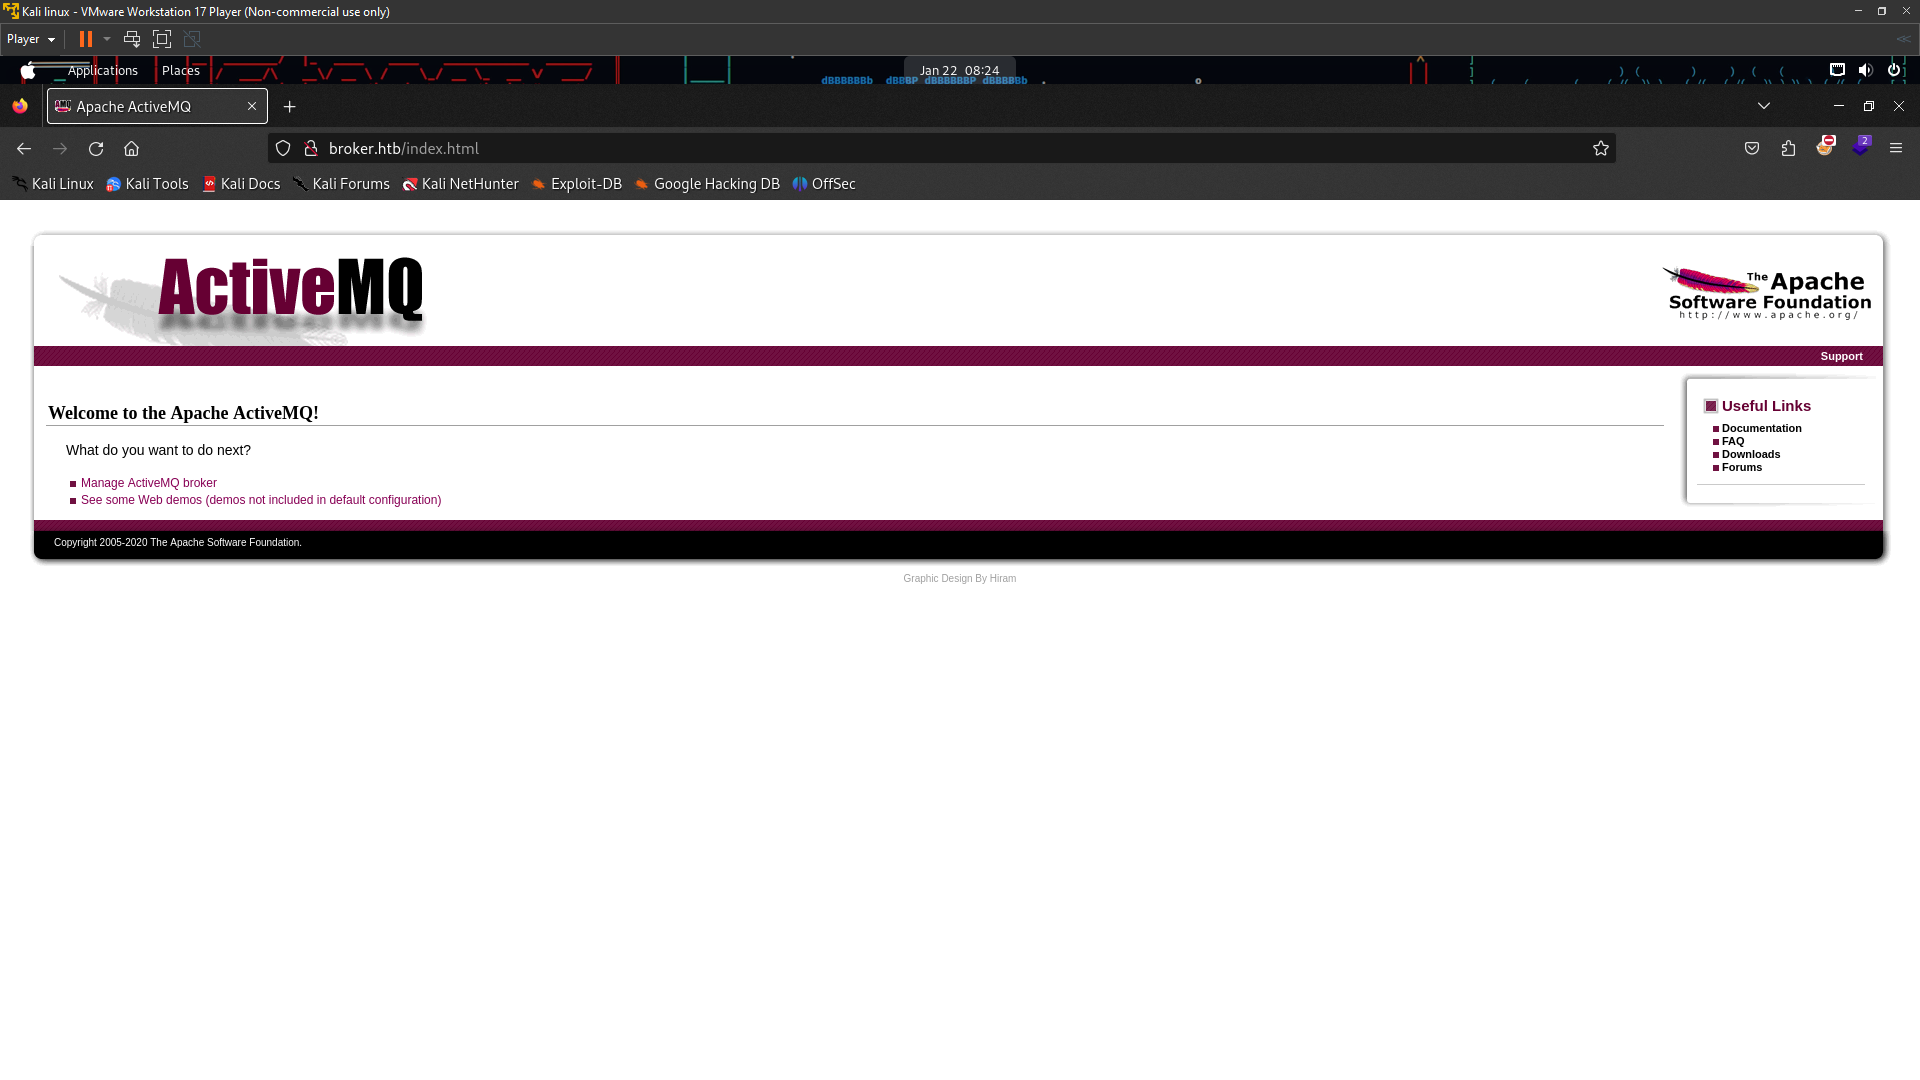 Kali linux - VMware Workstation 17 Player (Non-commercial use only)
Player
Applications Places Jan 22 08:24
Apache ActiveMQ
broker.htb/index.html
2
Kali Linux Kali Tools Kali Docs Kali Forums Kali NetHunter Exploit-DB Google Hacking DB OffSec
ActiveMQ
The Apache
Software Foundation
http://www.apache.org/
Support
Welcome to the Apache ActiveMQ!
What do you want to do next?
Manage ActiveMQ broker
See some Web demos (demos not included in default configuration)
Useful Links
Documentation
FAQ
Downloads
Forums
Copyright 2005-2020 The Apache Software Foundation.
Graphic Design By Hiram